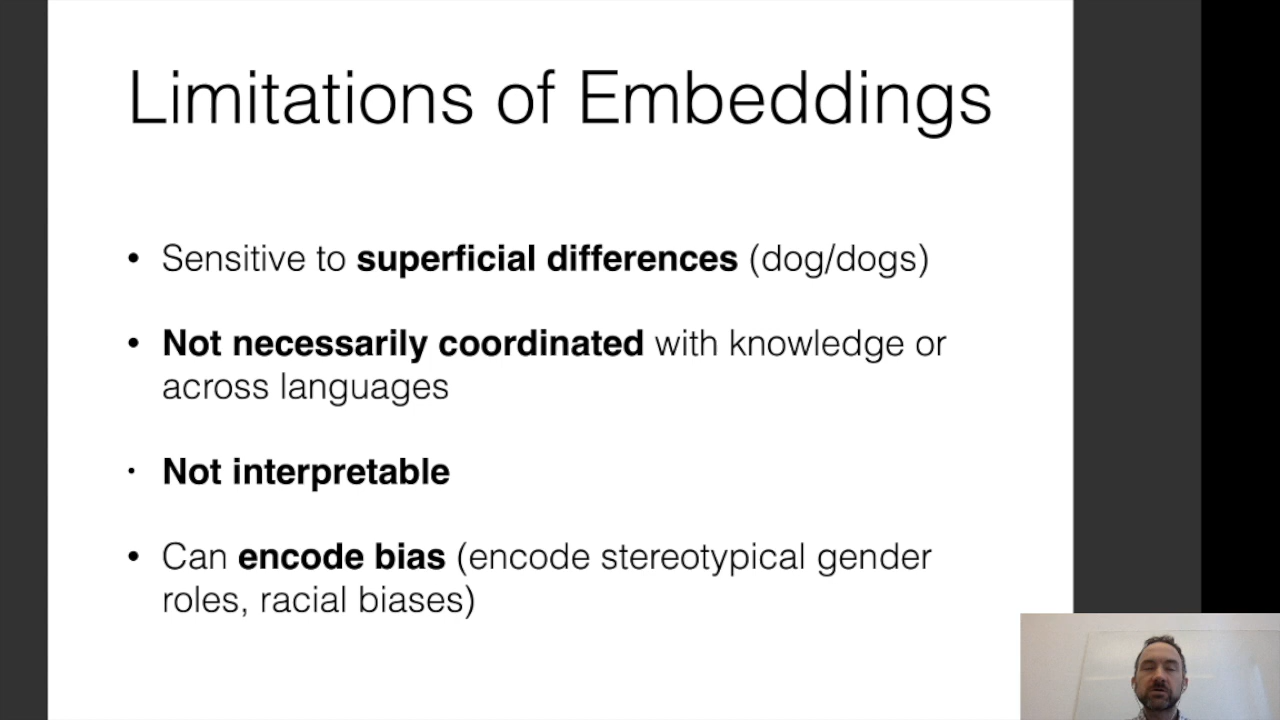 Limitations of Embeddings
• Sensitive to superficial differences (dog/dogs)
• Not necessarily coordinated with knowledge or
across languages
• Not interpretable
• Can encode bias (encode stereotypical gender
roles, racial biases)